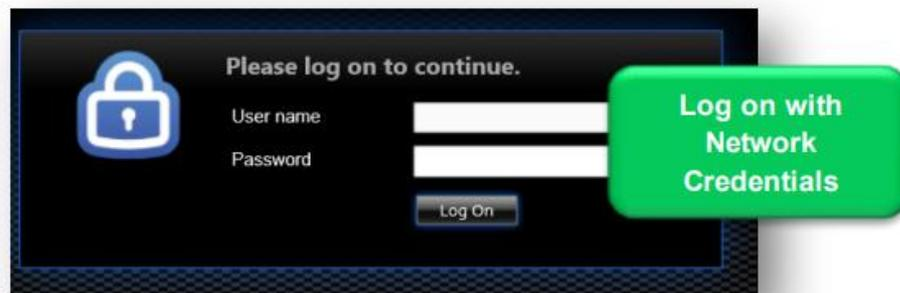 Please log on to continue.
User name
Password
Log On
Log on with
Network
Credentials